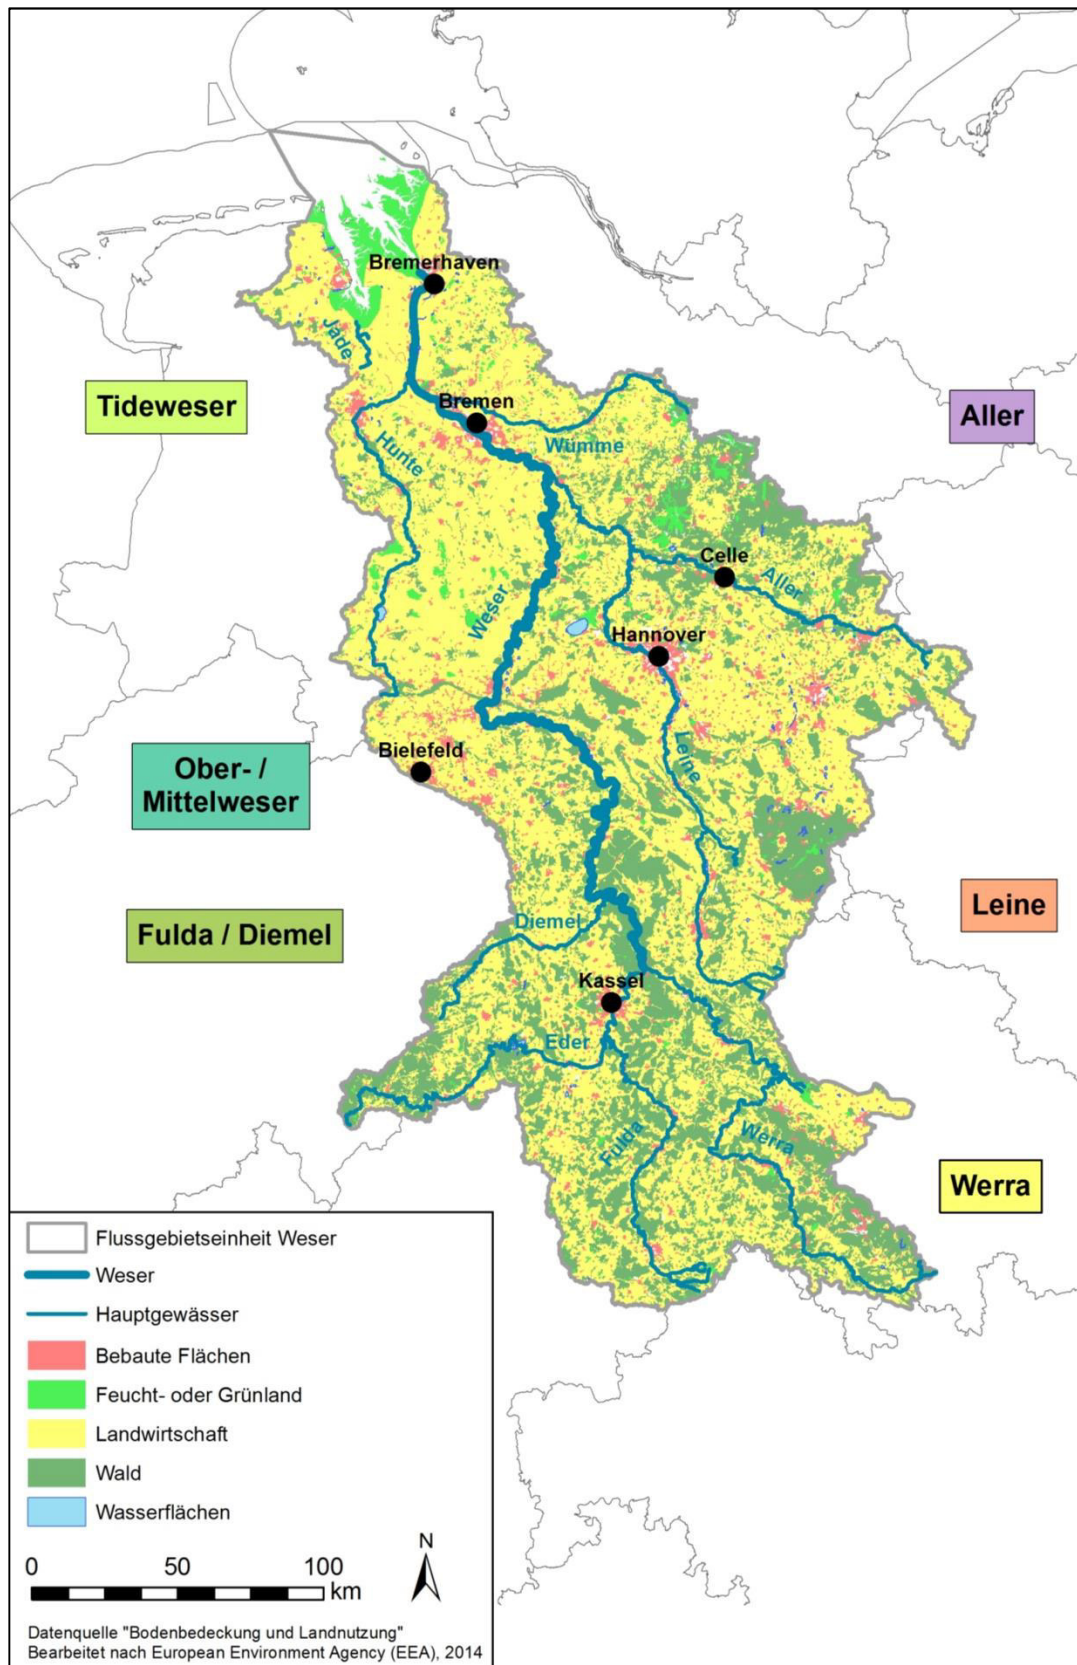 Bremerhaven
Jade
Tideweser
Bremen
Aller
Wümme
Hunte
Celle
Aller
Weser
Hannover
Leine
Bielefeld
Ober- /
Mittelweser
Leine
Fulda / Diemel
Diemel
Kassel
Eder
Fulda
Werra
Werra
Flussgebietseinheit Weser
Weser
Hauptgewässer
Bebaute Flächen
Feucht- oder Grünland
Landwirtschaft
Wald
Wasserflächen
N
0 50 100
km
Datenquelle "Bodenbedeckung und Landnutzung"
Bearbeitet nach European Environment Agency (EEA), 2014